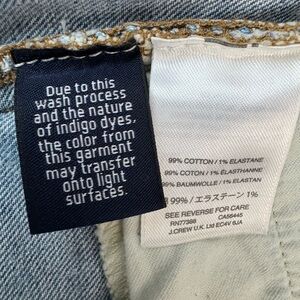 Due to this
wash process
and the nature
of indigo dyes,
the color from
this garment
may transfer
onto light
surfaces.
99% COTTON / 1% ELASTANE
99% COTON / 1% ELASTHANNE
99% BAUMWOLLE / 1% ELASTAN
99% / エラステーン 1%
SEE REVERSE FOR CARE
RN77388 CA56445
J.CREW U.K. Ltd EC4V 6JA